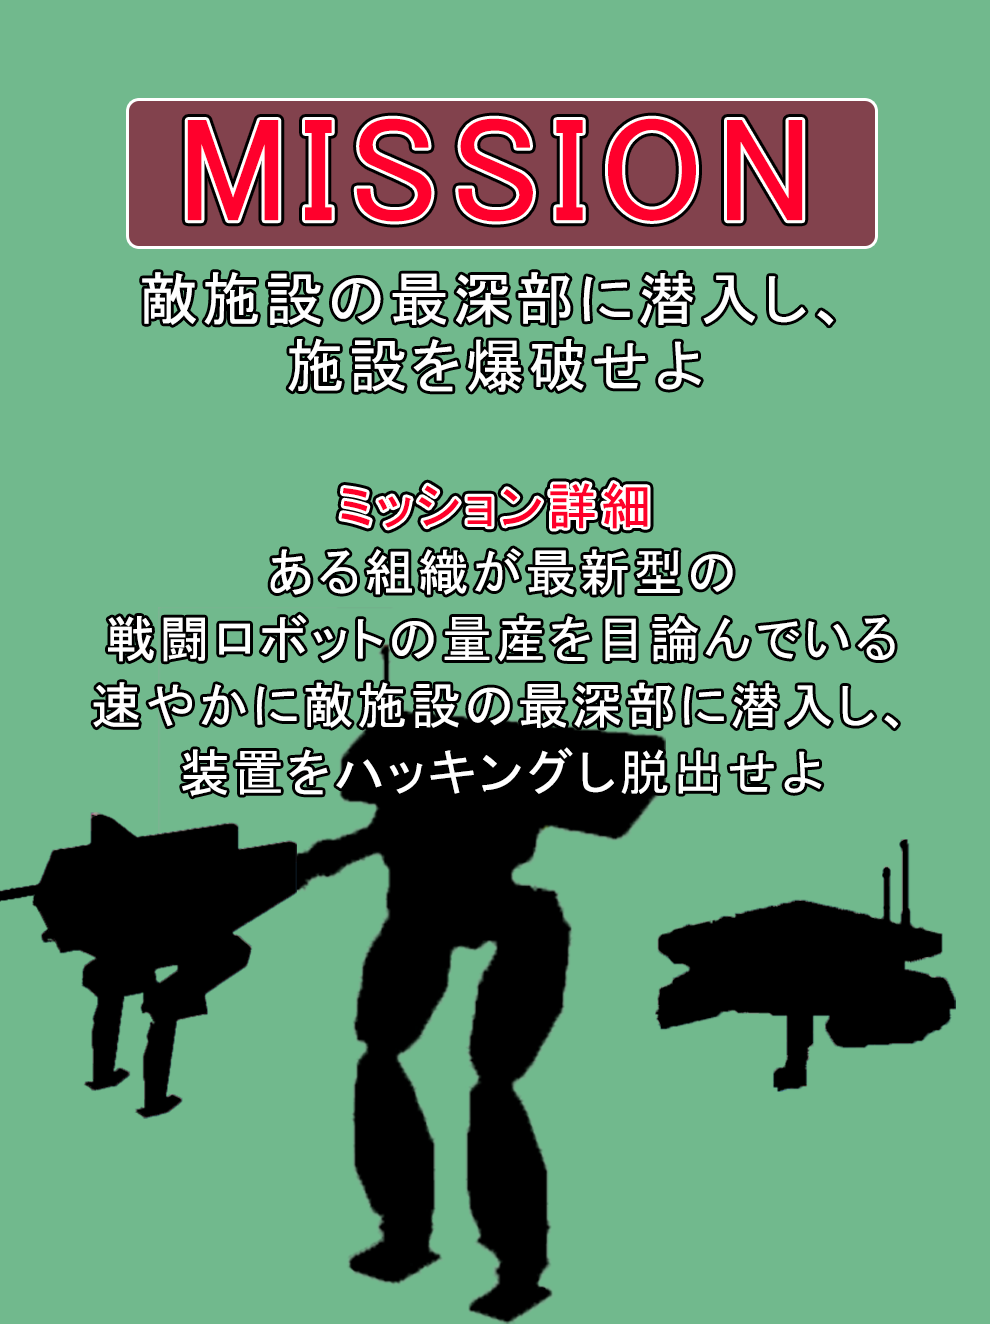 MISSION
敵施設の最深部に潜入し、
施設を爆破せよ
ミッション詳細
ある組織が最新型の
戦闘ロボットの量産を目論んでいる
速やかに敵施設の最深部に潜入し、
装置をハッキングし脱出せよ